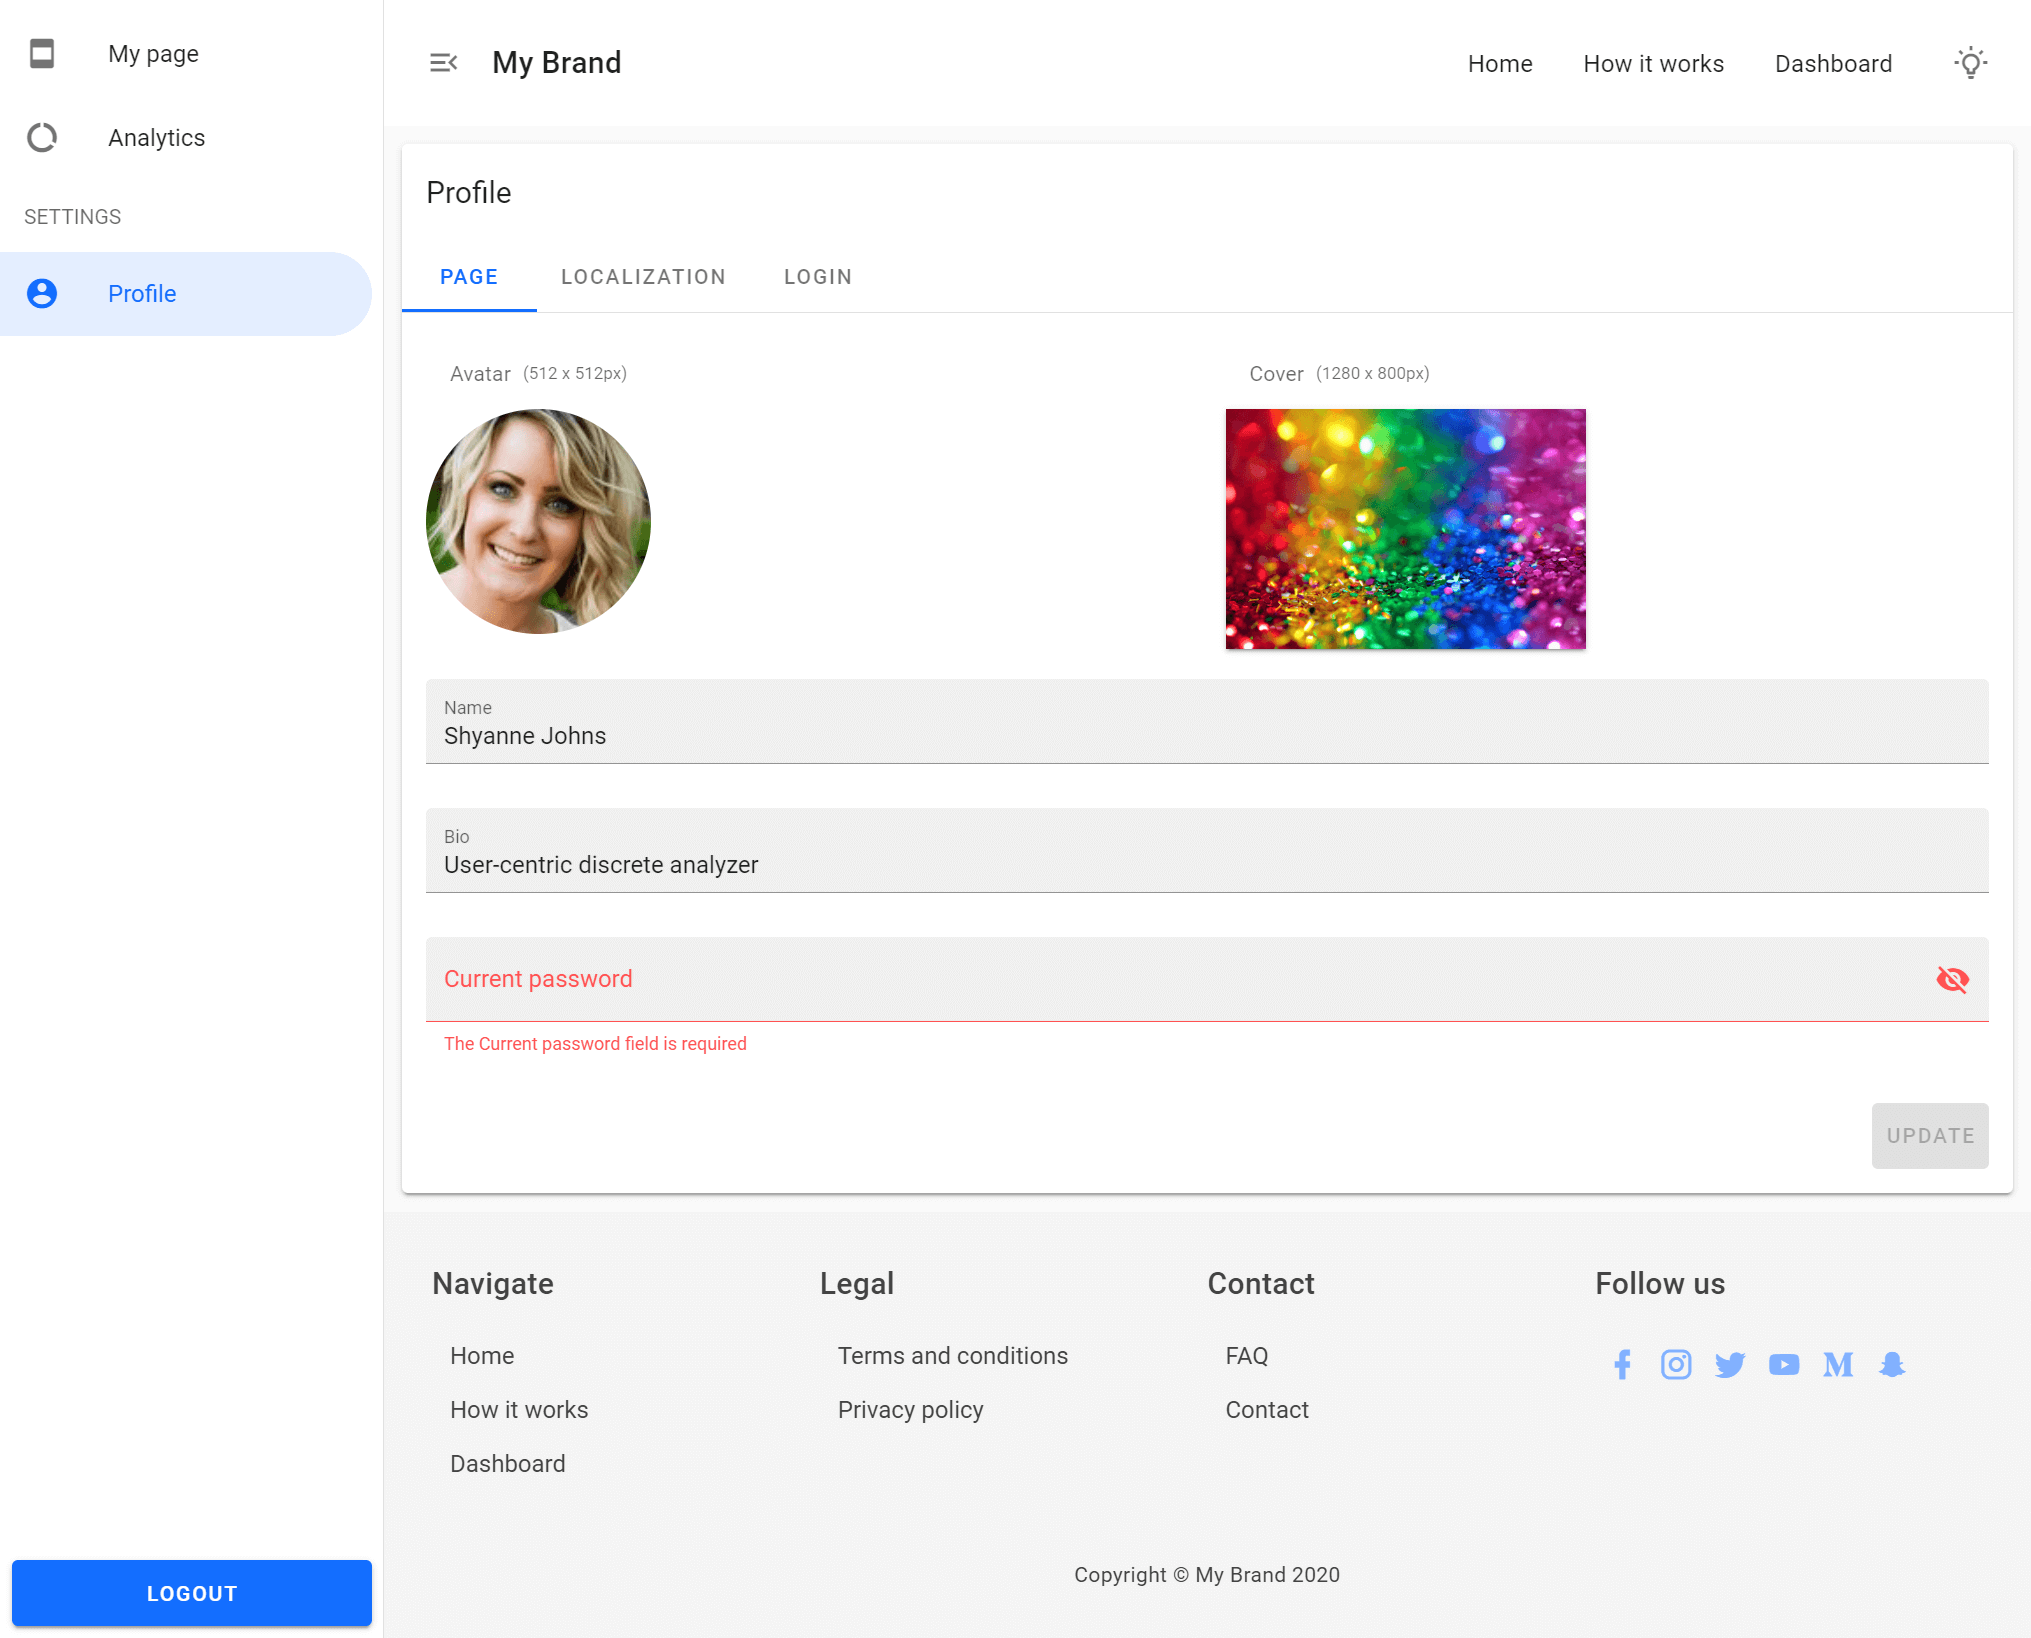 My page
Analytics
SETTINGS
Profile
LOGOUT
My Brand
Home
How it works
Dashboard
Profile
PAGE
LOCALIZATION
LOGIN
Avatar (512 x 512px)
Cover (1280 x 800px)
Name
Shyanne Johns
Bio
User-centric discrete analyzer
Current password
The Current password field is required
UPDATE
Navigate
Home
How it works
Dashboard
Legal
Terms and conditions
Privacy policy
Contact
FAQ
Contact
Follow us
Copyright © My Brand 2020